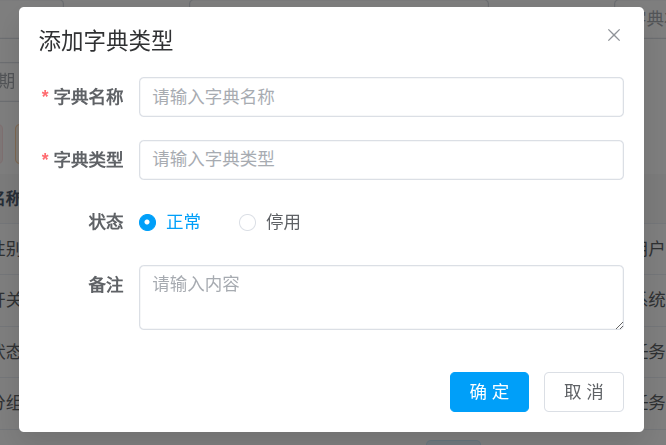 添加字典类型
* 字典名称 请输入字典名称
* 字典类型 请输入字典类型
状态 正常 停用
备注 请输入内容
确 定 取 消